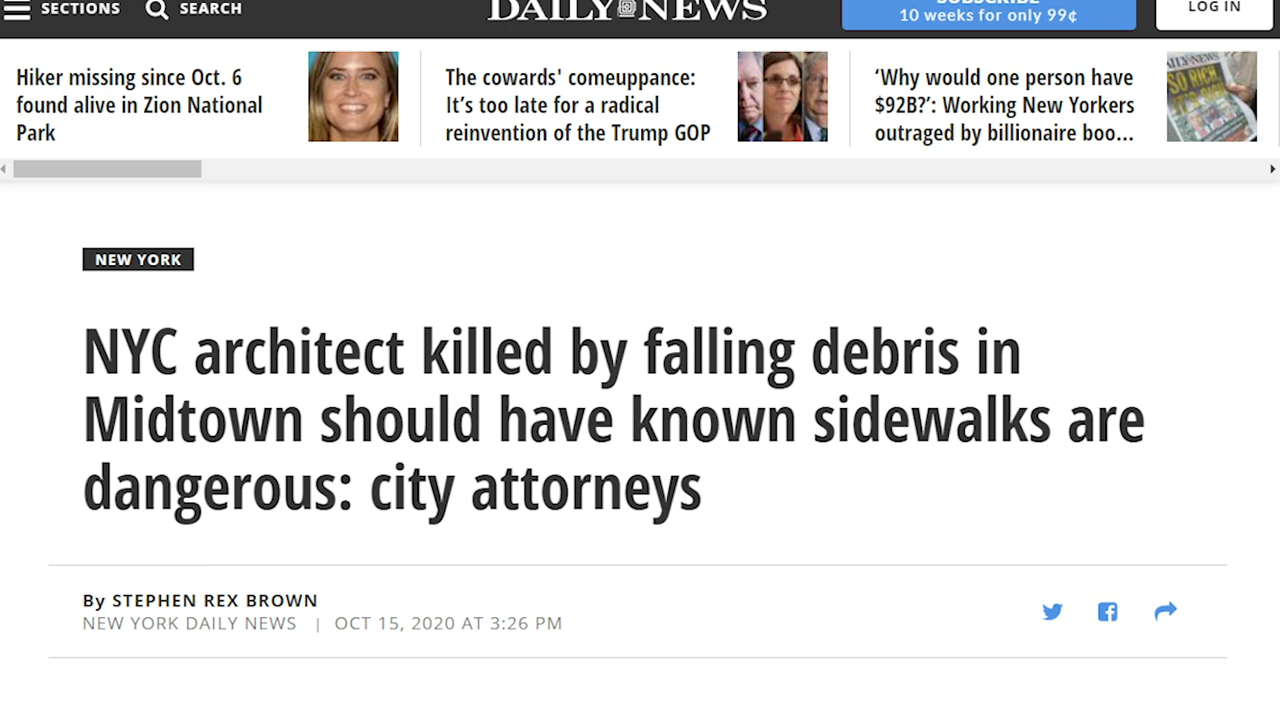 SECTIONS
SEARCH
DAILY NEWS
SUBSCRIBE
10 weeks for only 99¢
LOG IN
Hiker missing since Oct. 6
found alive in Zion National
Park
The cowards' comeuppance:
It's too late for a radical
reinvention of the Trump GOP
‘Why would one person have
$92B?’: Working New Yorkers
outraged by billionaire boo...
NEW YORK
NYC architect killed by falling debris in
Midtown should have known sidewalks are
dangerous: city attorneys
By STEPHEN REX BROWN
NEW YORK DAILY NEWS | OCT 15, 2020 AT 3:26 PM